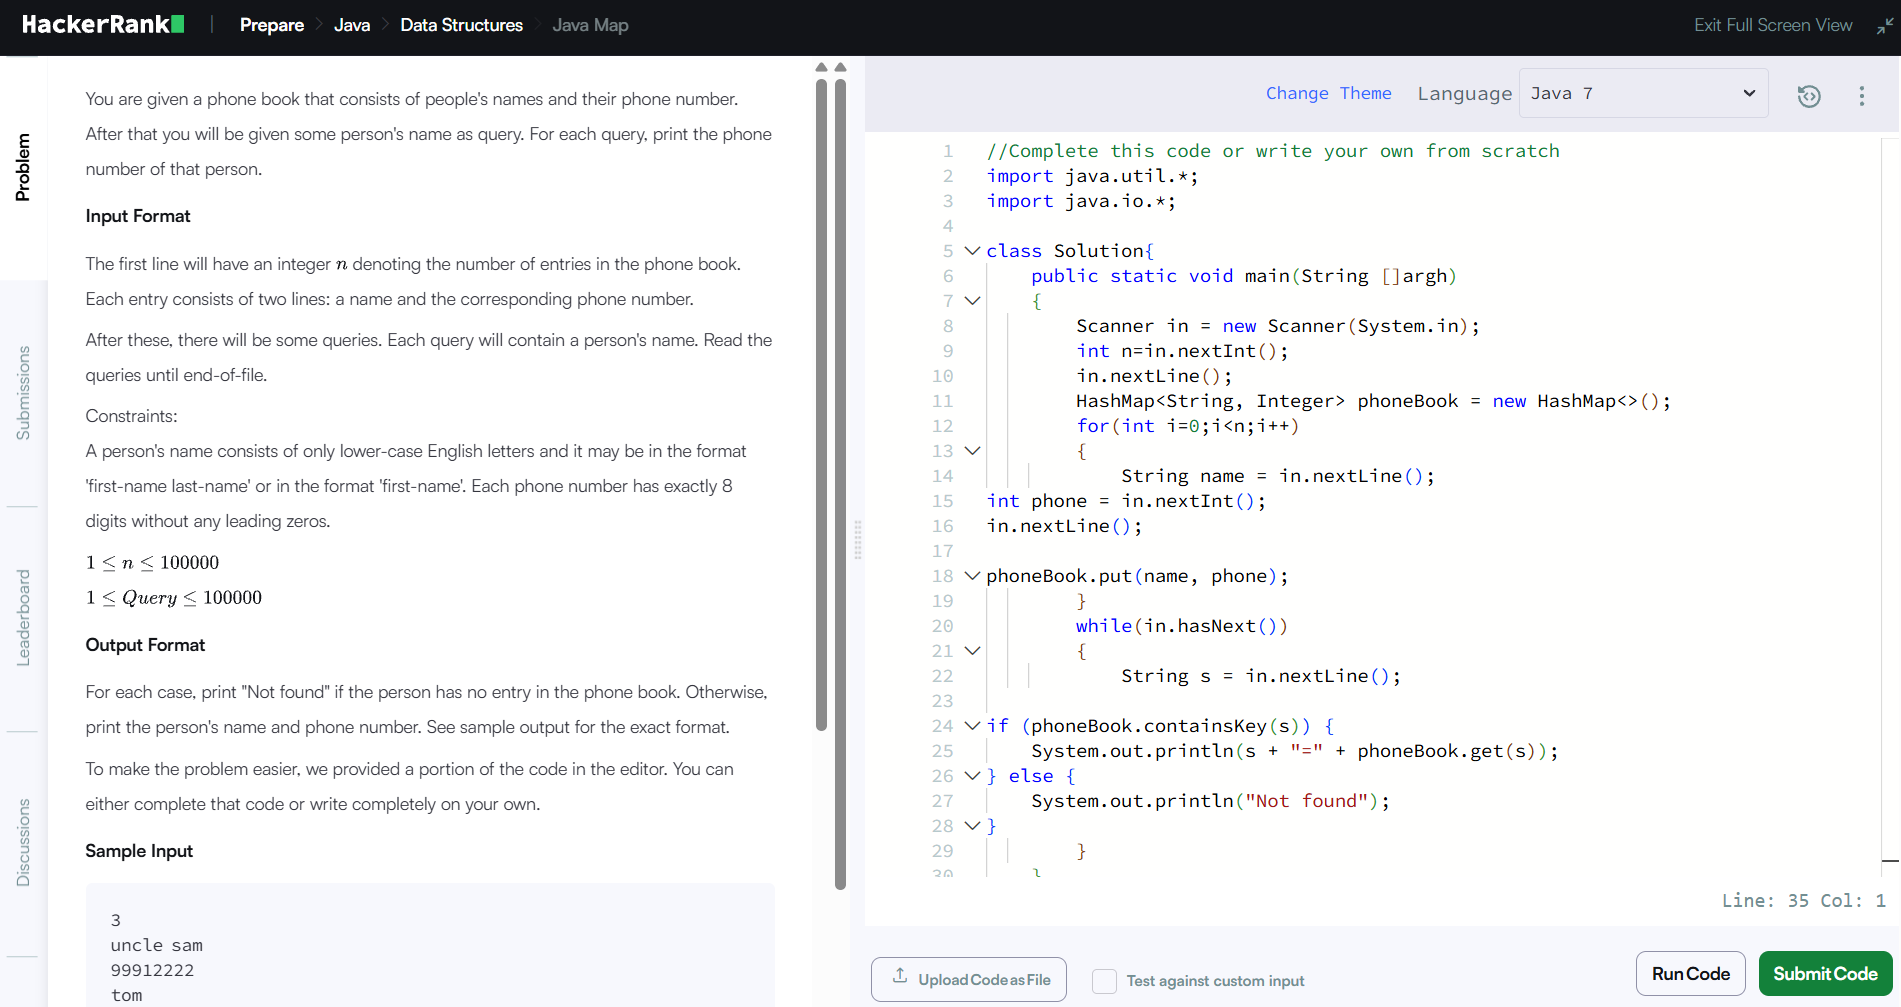 HackerRank | Prepare > Java > Data Structures > Java Map
Exit Full Screen View
Problem
Submissions
Leaderboard
Discussions
You are given a phone book that consists of people's names and their phone number.
After that you will be given some person's name as query. For each query, print the phone
number of that person.
Input Format
The first line will have an integer n denoting the number of entries in the phone book.
Each entry consists of two lines: a name and the corresponding phone number.
After these, there will be some queries. Each query will contain a person's name. Read the
queries until end-of-file.
Constraints:
A person's name consists of only lower-case English letters and it may be in the format
'first-name last-name' or in the format 'first-name'. Each phone number has exactly 8
digits without any leading zeros.
1 ≤ n ≤ 100000
1 ≤ Query ≤ 100000
Output Format
For each case, print "Not found" if the person has no entry in the phone book. Otherwise,
print the person's name and phone number. See sample output for the exact format.
To make the problem easier, we provided a portion of the code in the editor. You can
either complete that code or write completely on your own.
Sample Input
3
uncle sam
99912222
tom
Change Theme Language Java 7
1 //Complete this code or write your own from scratch
2 import java.util.*;
3 import java.io.*;
4
5 class Solution{
6     public static void main(String []argh)
7     {
8         Scanner in = new Scanner(System.in);
9         int n=in.nextInt();
10         in.nextLine();
11         HashMap<String, Integer> phoneBook = new HashMap<>();
12         for(int i=0;i<n;i++)
13         {
14             String name = in.nextLine();
15 int phone = in.nextInt();
16 in.nextLine();
17
18 phoneBook.put(name, phone);
19         }
20         while(in.hasNext())
21         {
22             String s = in.nextLine();
23
24 if (phoneBook.containsKey(s)) {
25     System.out.println(s + "=" + phoneBook.get(s));
26 } else {
27     System.out.println("Not found");
28 }
29         }
30     }
Line: 35 Col: 1
Upload Code as File
Test against custom input
Run Code
Submit Code